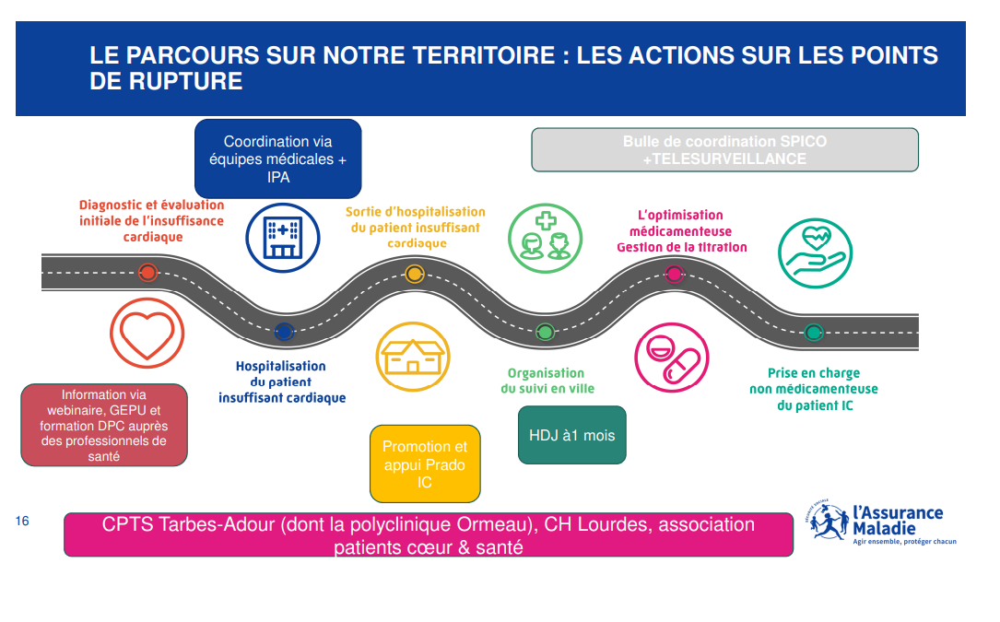 LE PARCOURS SUR NOTRE TERRITOIRE : LES ACTIONS SUR LES POINTS
DE RUPTURE
Coordination via
équipes médicales +
IPA
Bulle de coordination SPICO
+TELESURVEILLANCE
Diagnostic et évaluation
initiale de l'insuffisance
cardiaque
Sortie d'hospitalisation
du patient insuffisant
cardiaque
L'optimisation
médicamenteuse
Gestion de la titration
Hospitalisation
du patient
insuffisant cardiaque
Organisation
du suivi en ville
Prise en charge
non médicamenteuse
du patient IC
Information via
webinaire, GEPU et
formation DPC auprès
des professionnels de
santé
Promotion et
appui Prado
IC
HDJ à1 mois
16
CPTS Tarbes-Adour (dont la polyclinique Ormeau), CH Lourdes, association
patients cœur & santé
SÉCURITÉ SOCIALE
l'Assurance
Maladie
Agir ensemble, protéger chacun